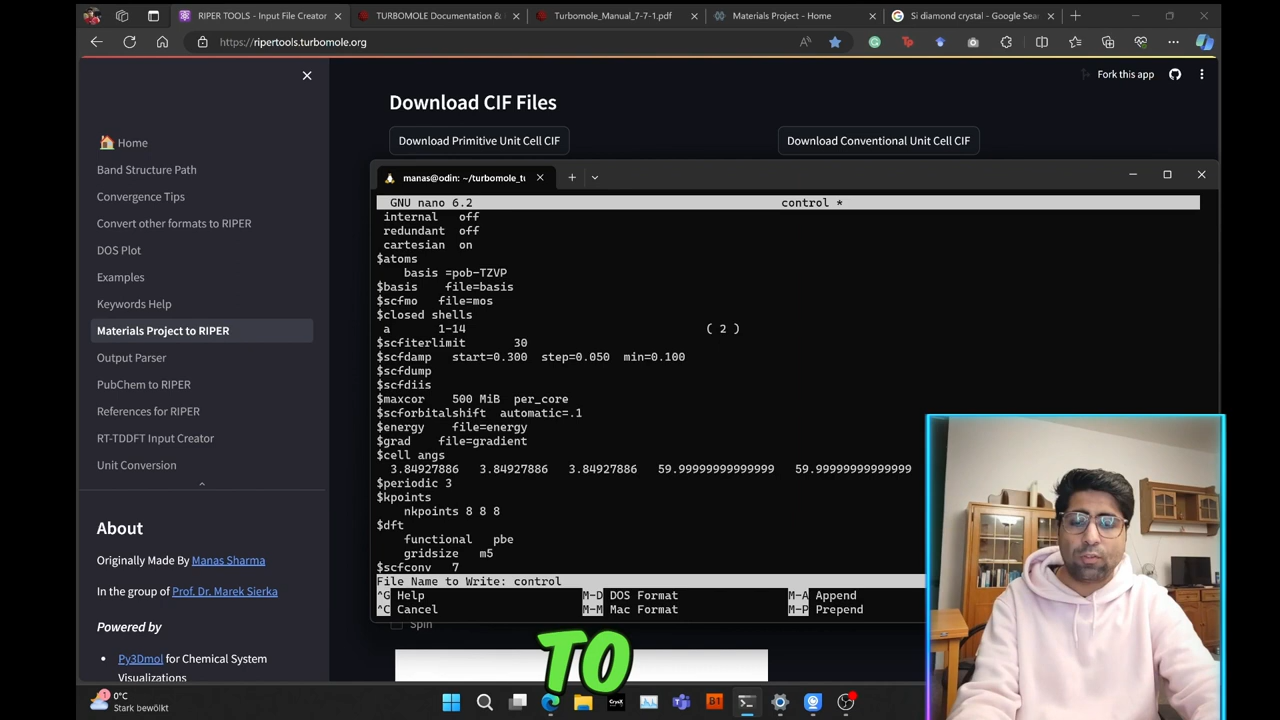 RIPER TOOLS - Input File Creator
TURBOMOLE Documentation &
Turbomole_Manual_7-7-1.pdf
Materials Project - Home
Si diamond crystal - Google Sea
https://ripertools.turbomole.org
Fork this app
🏠 Home
Band Structure Path
Convergence Tips
Convert other formats to RIPER
DOS Plot
Examples
Keywords Help
Materials Project to RIPER
Output Parser
PubChem to RIPER
References for RIPER
RT-TDDFT Input Creator
Unit Conversion
About
Originally Made By Manas Sharma
In the group of Prof. Dr. Marek Sierka
Powered by
• Py3Dmol for Chemical System
Visualizations
Download CIF Files
Download Primitive Unit Cell CIF
Download Conventional Unit Cell CIF
manas@odin: ~/turbomole_tu
GNU nano 6.2 control *
internal off
redundant off
cartesian on
$atoms
basis =pob-TZVP
$basis file=basis
$scfmo file=mos
$closed shells
a 1-14 ( 2 )
$scfiterlimit 30
$scfdamp start=0.300 step=0.050 min=0.100
$scfdump
$scfdiis
$maxcor 500 MiB per_core
$scforbitalshift automatic=.1
$energy file=energy
$grad file=gradient
$cell angs
3.84927886 3.84927886 3.84927886 59.99999999999999 59.99999999999999
$periodic 3
$kpoints
nkpoints 8 8 8
$dft
functional pbe
gridsize m5
$scfconv 7
File Name to Write: control
^G Help M-D DOS Format M-A Append
^C Cancel M-M Mac Format M-P Prepend
Spin
TO
0°C
Stark bewölkt